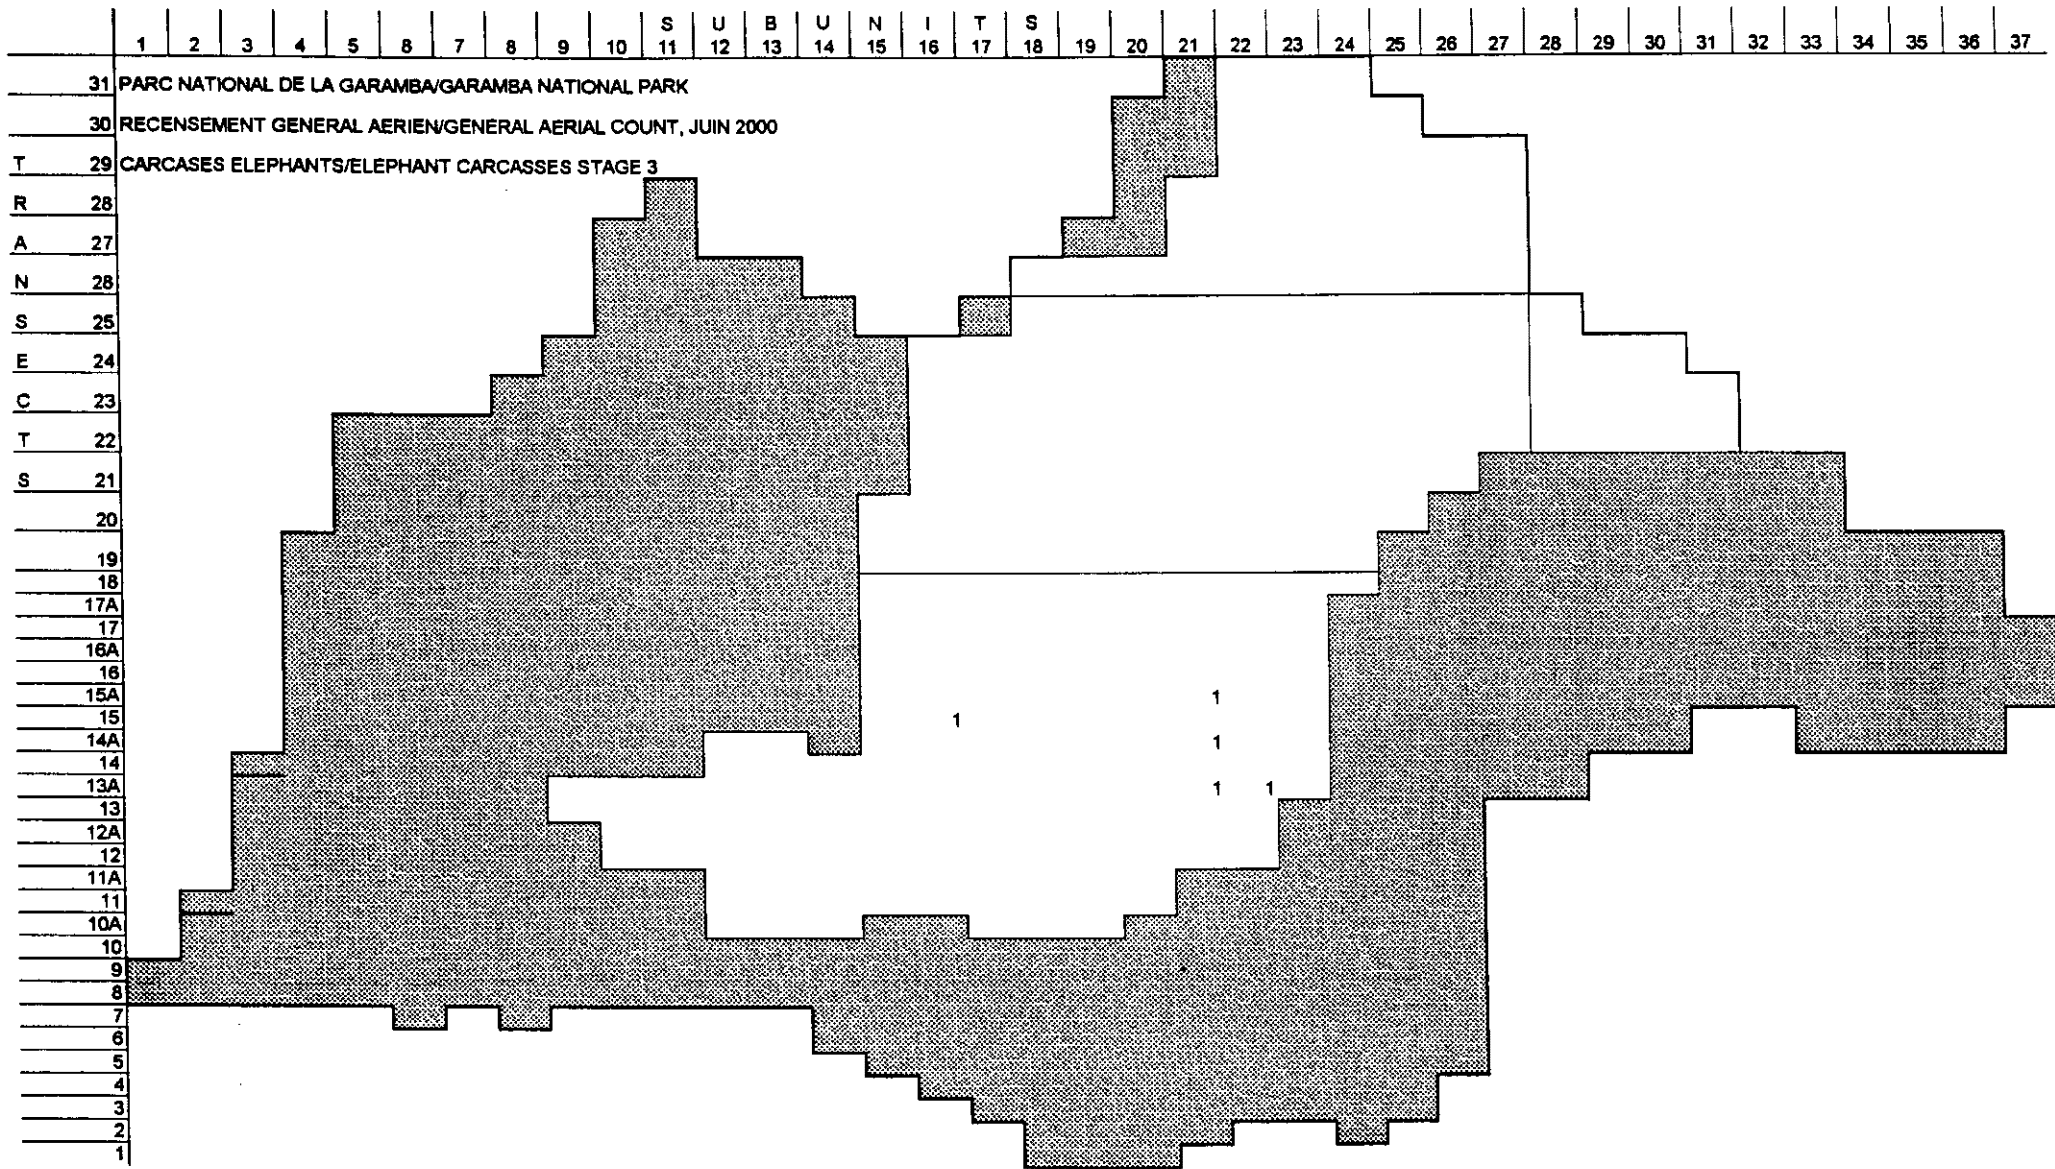 S U B U N I T S
1 2 3 4 5 6 7 8 9 10 11 12 13 14 15 16 17 18 19 20 21 22 23 24 25 26 27 28 29 30 31 32 33 34 35 36 37
31 PARC NATIONAL DE LA GARAMBA/GARAMBA NATIONAL PARK
30 RECENSEMENT GENERAL AERIEN/GENERAL AERIAL COUNT, JUIN 2000
T 29 CARCASES ELEPHANTS/ELEPHANT CARCASSES STAGE 3
R 28
A 27
N 26
S 25
E 24
C 23
T 22
S 21
20
19
18
17A
17
16A
16
15A 1
15 1
14A 1
14
13A 1 1
13
12A
12
11A
11
10A
10
9
8
7
6
5
4
3
2
1